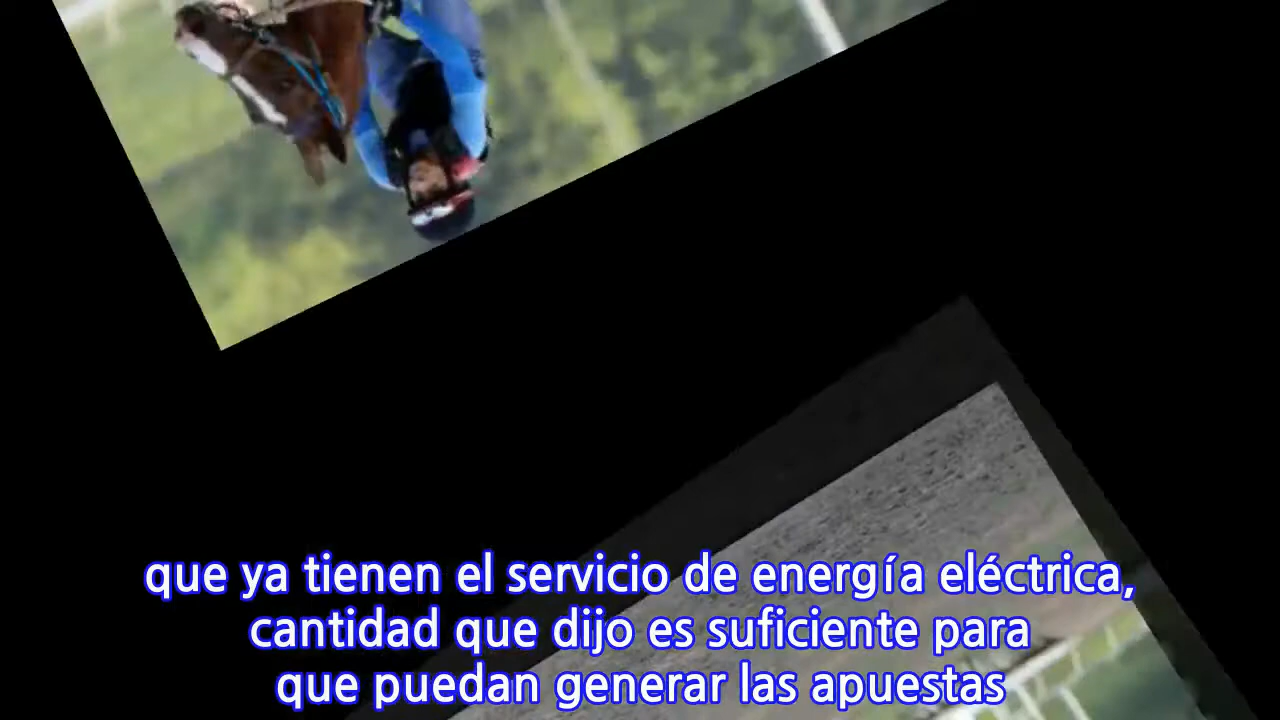 que ya tienen el servicio de energía eléctrica,
cantidad que dijo es suficiente para
que puedan generar las apuestas